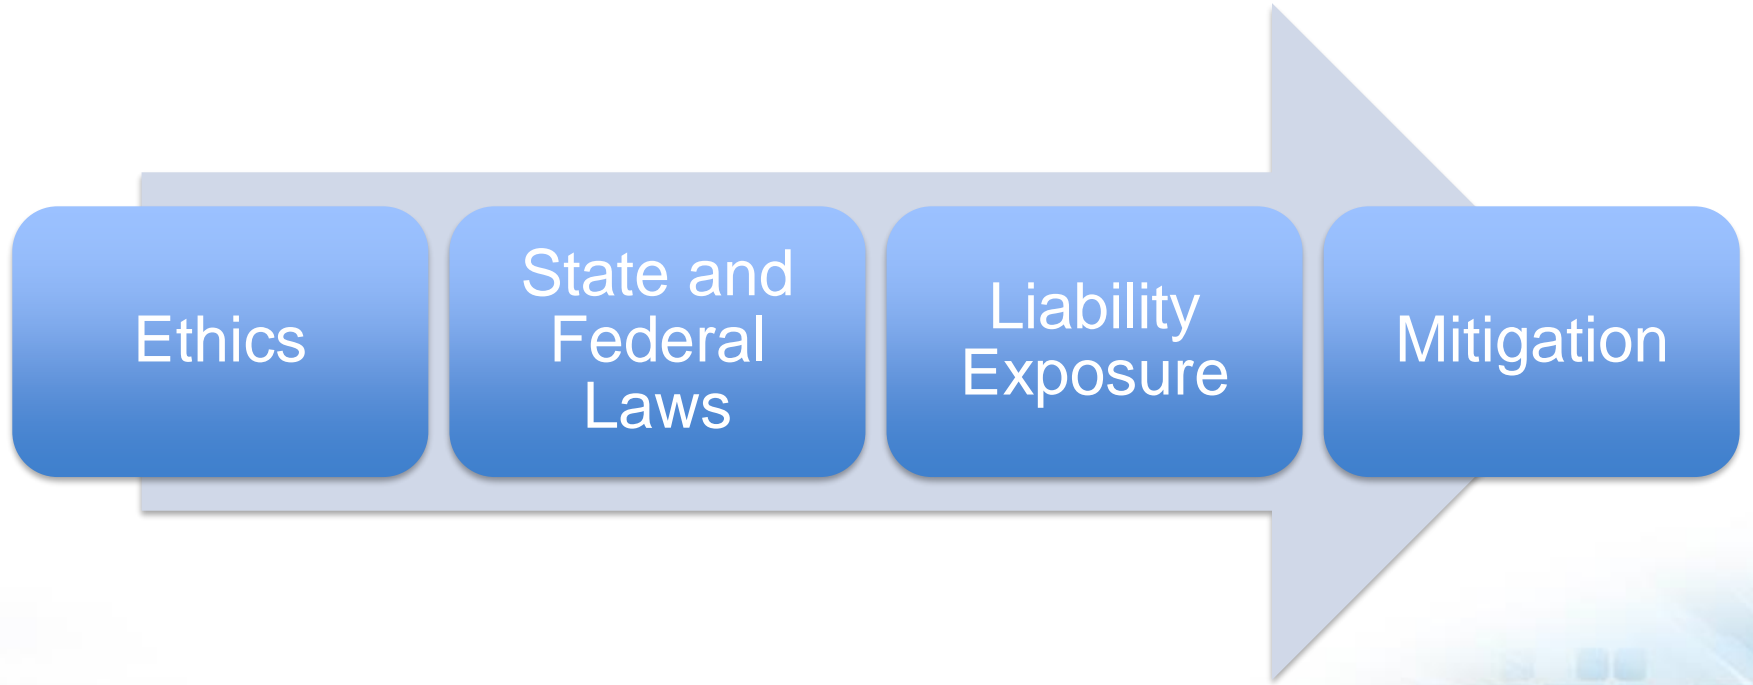 Ethics
State and
Federal
Laws
Liability
Exposure
Mitigation